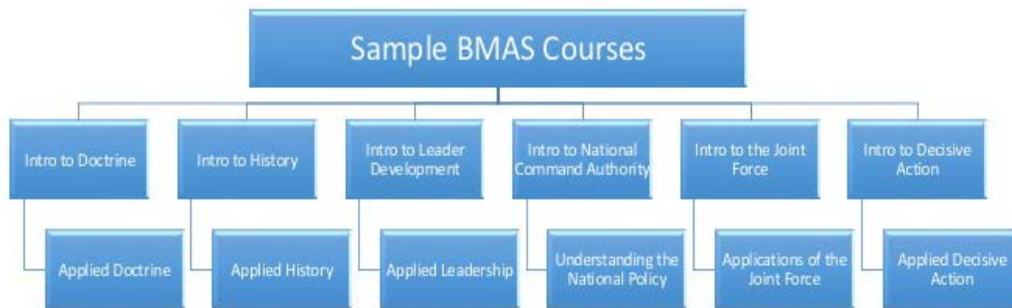 Sample BMAS Courses
Intro to Doctrine
Intro to History
Intro to Leader
Development
Intro to National
Command Authority
Intro to the Joint
Force
Intro to Decisive
Action
Applied Doctrine
Applied History
Applied Leadership
Understanding the
National Policy
Applications of the
Joint Force
Applied Decisive
Action